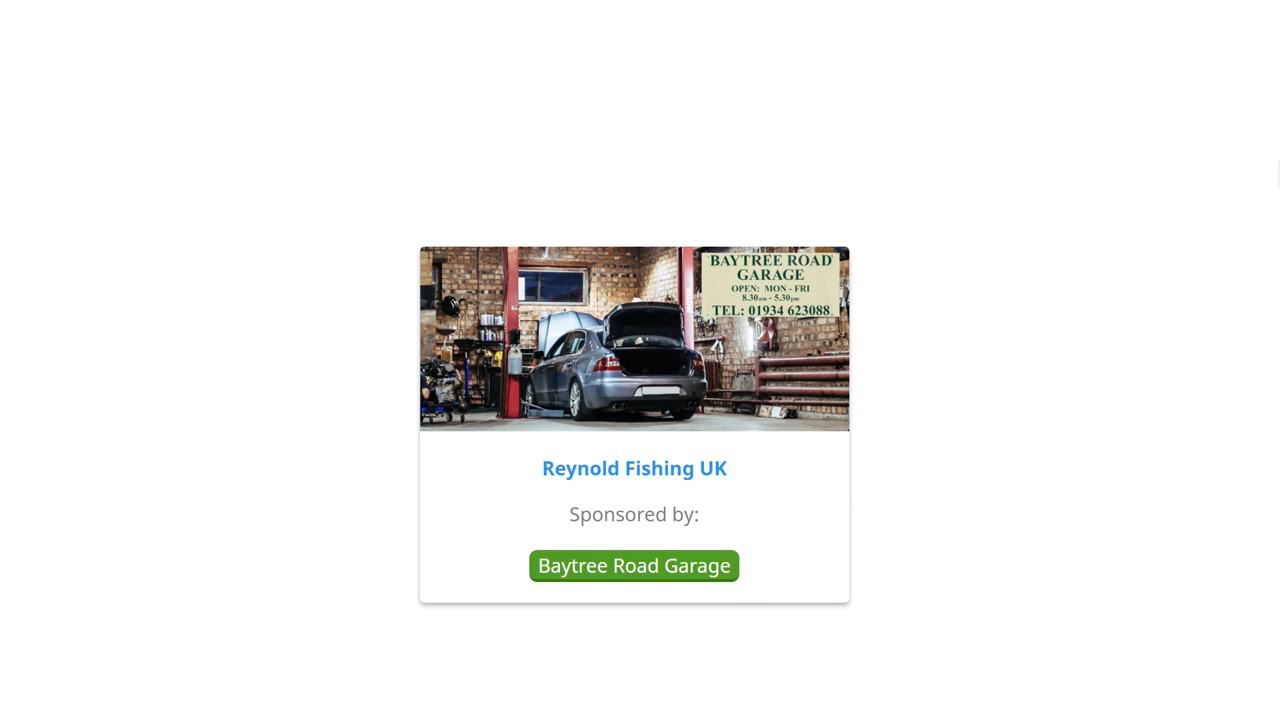 BAYTREE ROAD
GARAGE
OPEN: MON - FRI
8.30am - 5.30pm
TEL: 01934 623088
Reynold Fishing UK
Sponsored by:
Baytree Road Garage